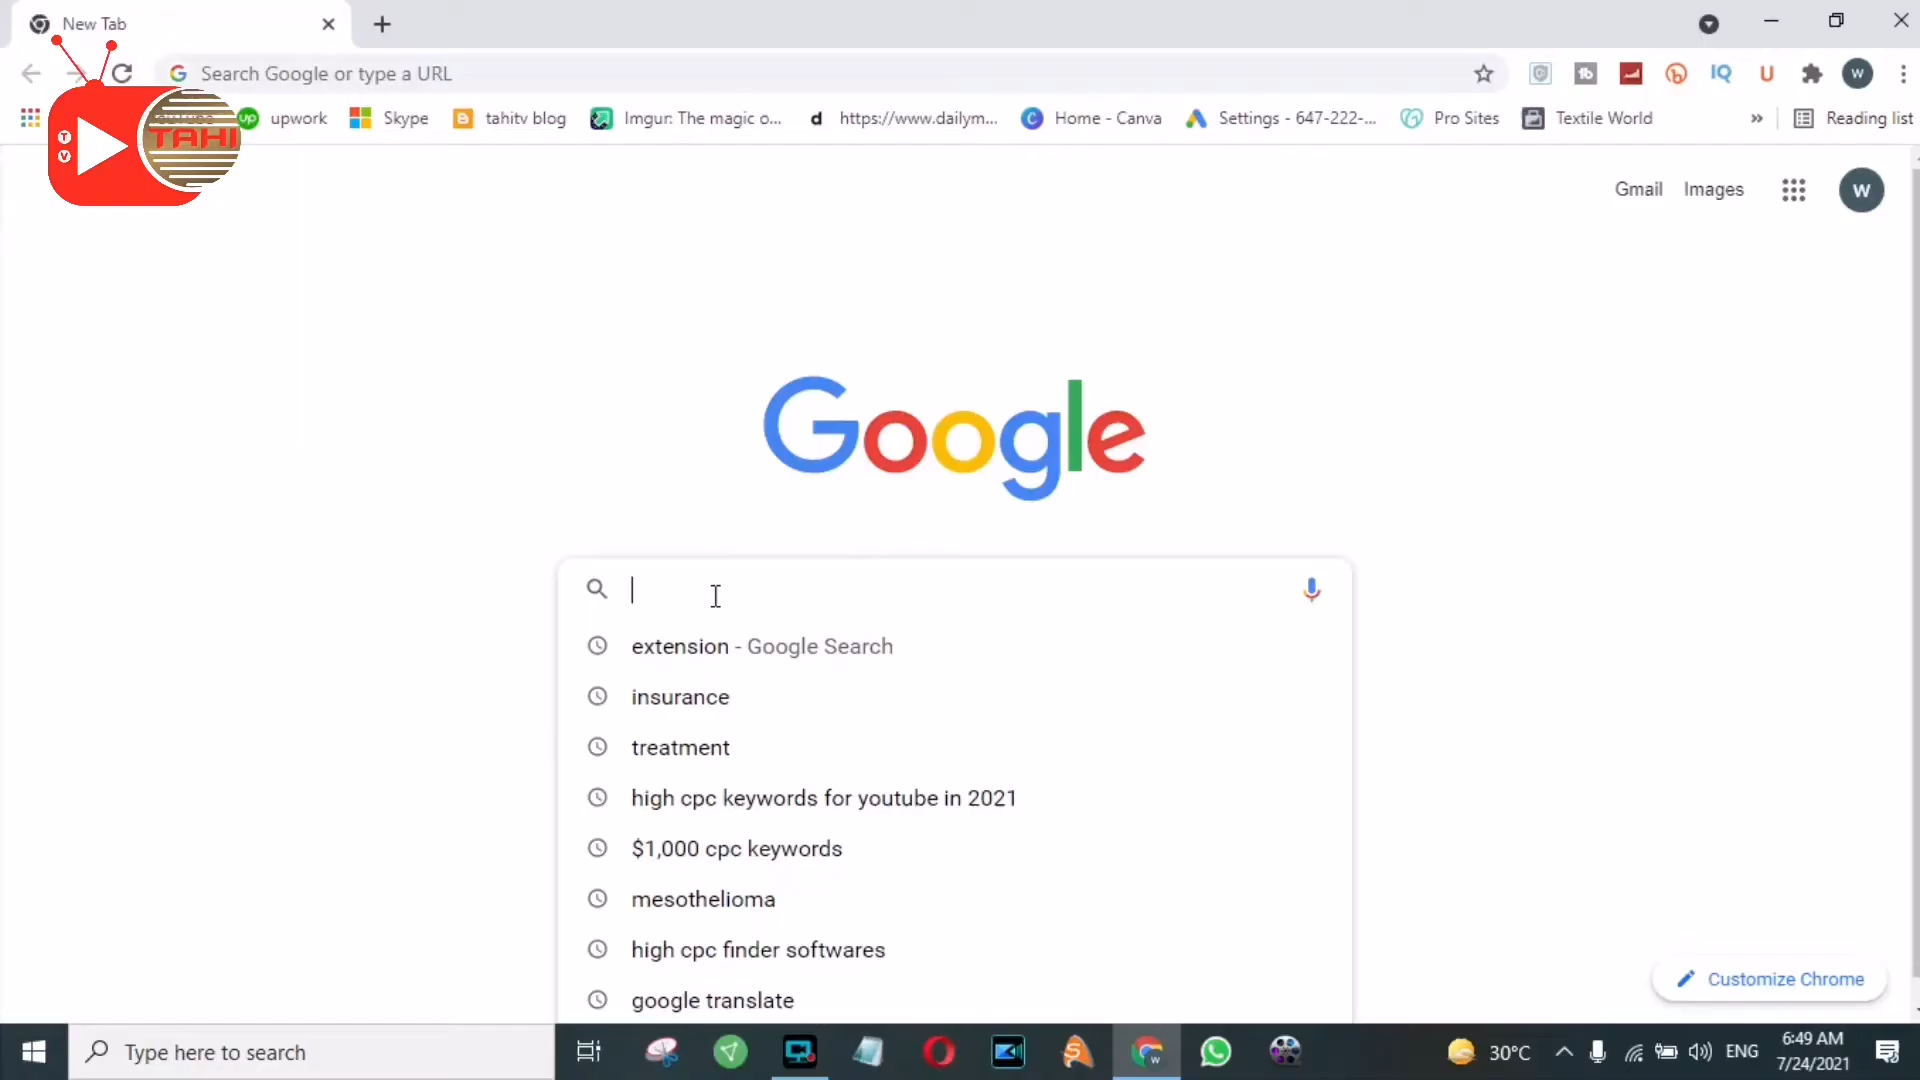 New Tab
Search Google or type a URL
upwork
Skype
tahitv blog
Imgur: The magic o...
https://www.dailym...
Home - Canva
Settings - 647-222-...
Pro Sites
Textile World
»
Reading list
TV
TAHI
Gmail
Images
W
Google
extension - Google Search
insurance
treatment
high cpc keywords for youtube in 2021
$1,000 cpc keywords
mesothelioma
high cpc finder softwares
google translate
Customize Chrome
Type here to search
30°C
ENG
6:49 AM
7/24/2021